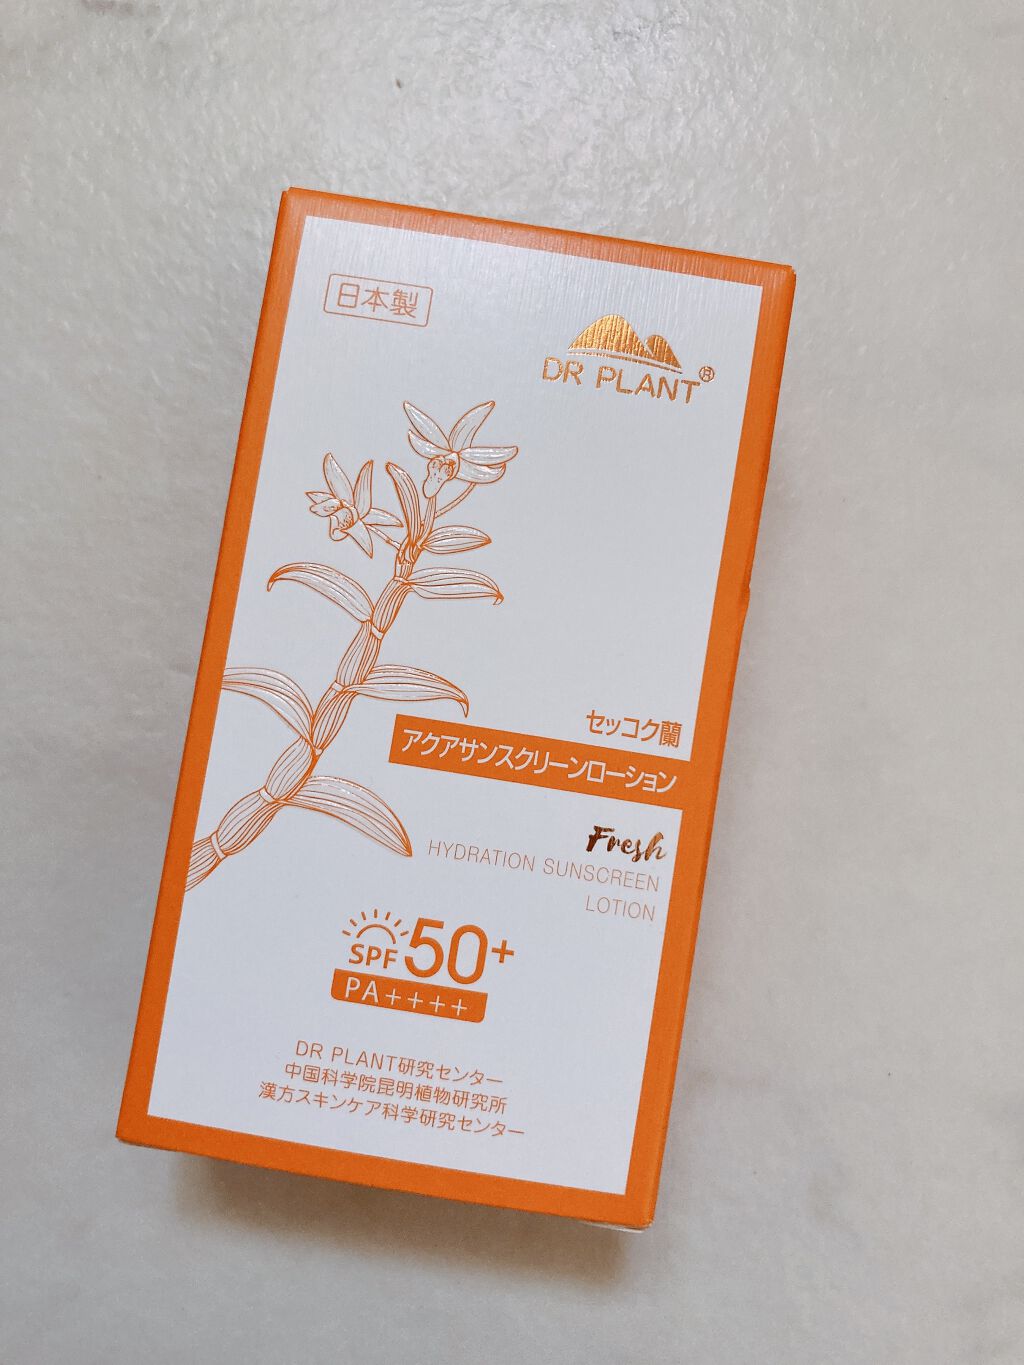 日本製
DR PLANT®
セッコク蘭
アクアサンスクリーンローション
Fresh
HYDRATION SUNSCREEN
LOTION
SPF50+
PA++++
DR PLANT研究センター
中国科学院昆明植物研究所
漢方スキンケア科学研究センター